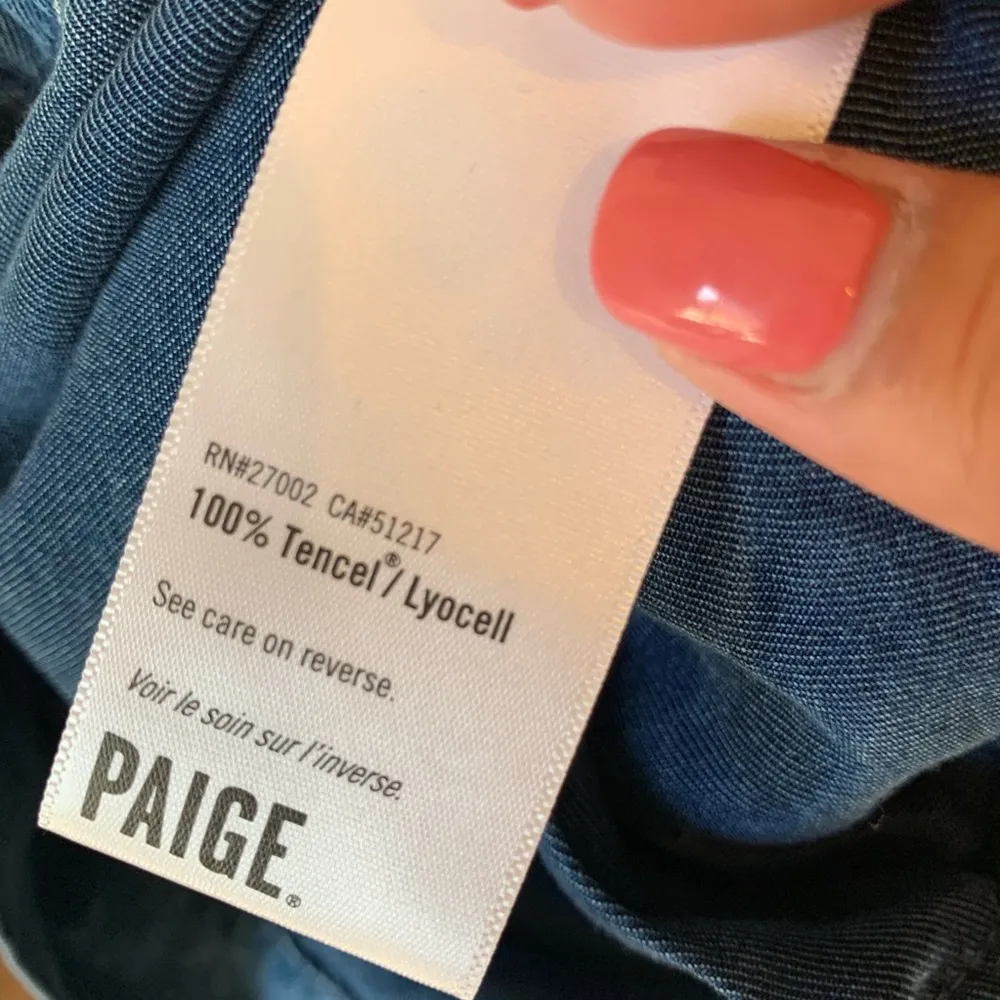 RN#27002 CA#51217
100% Tencel®/Lyocell
See care on reverse.
Voir le soin sur l'inverse.
PAIGE®